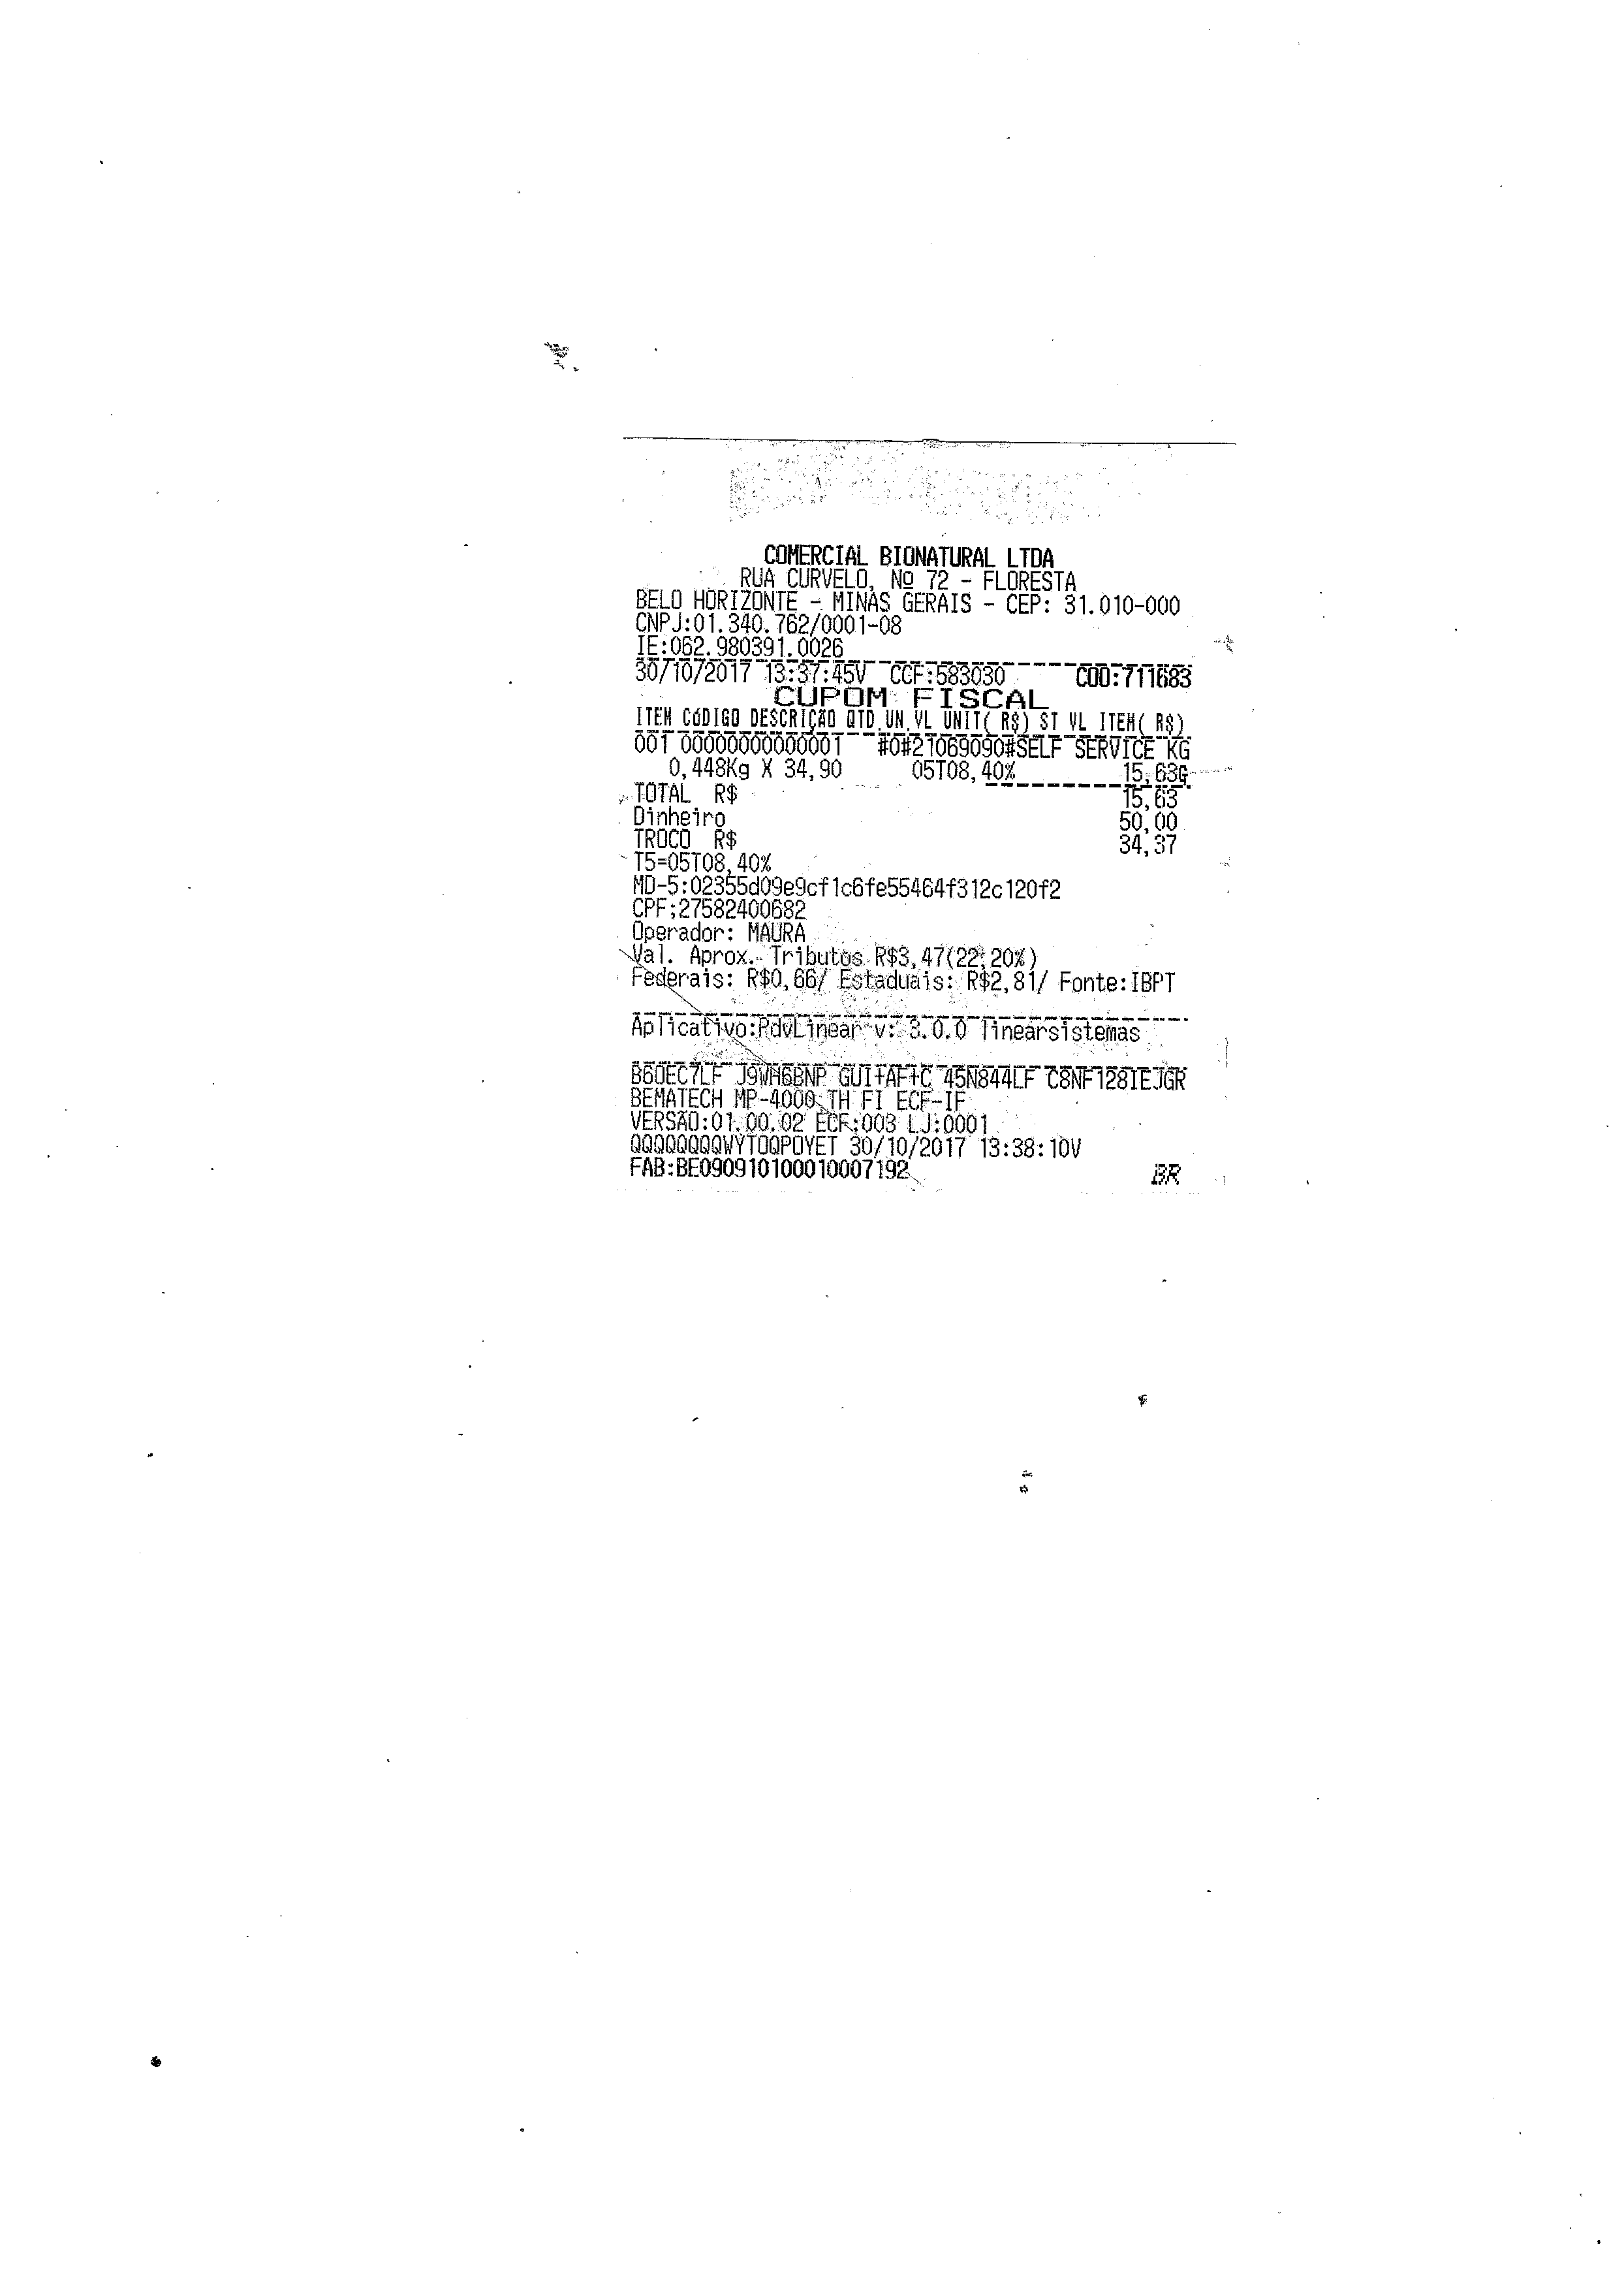 COMERCIAL BIONATURAL LTDA
RUA CURVELO, Nº 72 - FLORESTA
BELO HORIZONTE - MINAS GERAIS - CEP: 31.010-000
CNPJ:01.340.762/0001-08
IE:062.980391.0026
30/10/2017 13:37:45V CCF:583030 COO:711683
CUPOM FISCAL
ITEM CÓDIGO DESCRIÇÃO QTD.UN.VL UNIT( R$) ST VL ITEM( R$)
001 00000000000001 #0#21069090#SELF SERVICE KG
0,448Kg X 34,90 05T08,40% 15,63G
TOTAL R$ 15,63
Dinheiro 50,00
TROCO R$ 34,37
T5=05T08,40%
MD-5:02355d09e9cf1c6fe55464f312c120f2
CPF:27582400682
Operador: MAURA
Val. Aprox. Tributos R$3,47(22,20%)
Federais: R$0,66/ Estaduais: R$2,81/ Fonte:IBPT
Aplicativo:PdvLinear v: 3.0.0 linearsistemas
45N844LF C8NF128IEJGR
BEMATECH MP-4000 TH FI ECF-IF
VERSÃO:01.00.02 ECF:003 LJ:0001
QQQQQQQQWYTOQPOYET 30/10/2017 13:38:10V
FAB:BE090910100010007192 BR